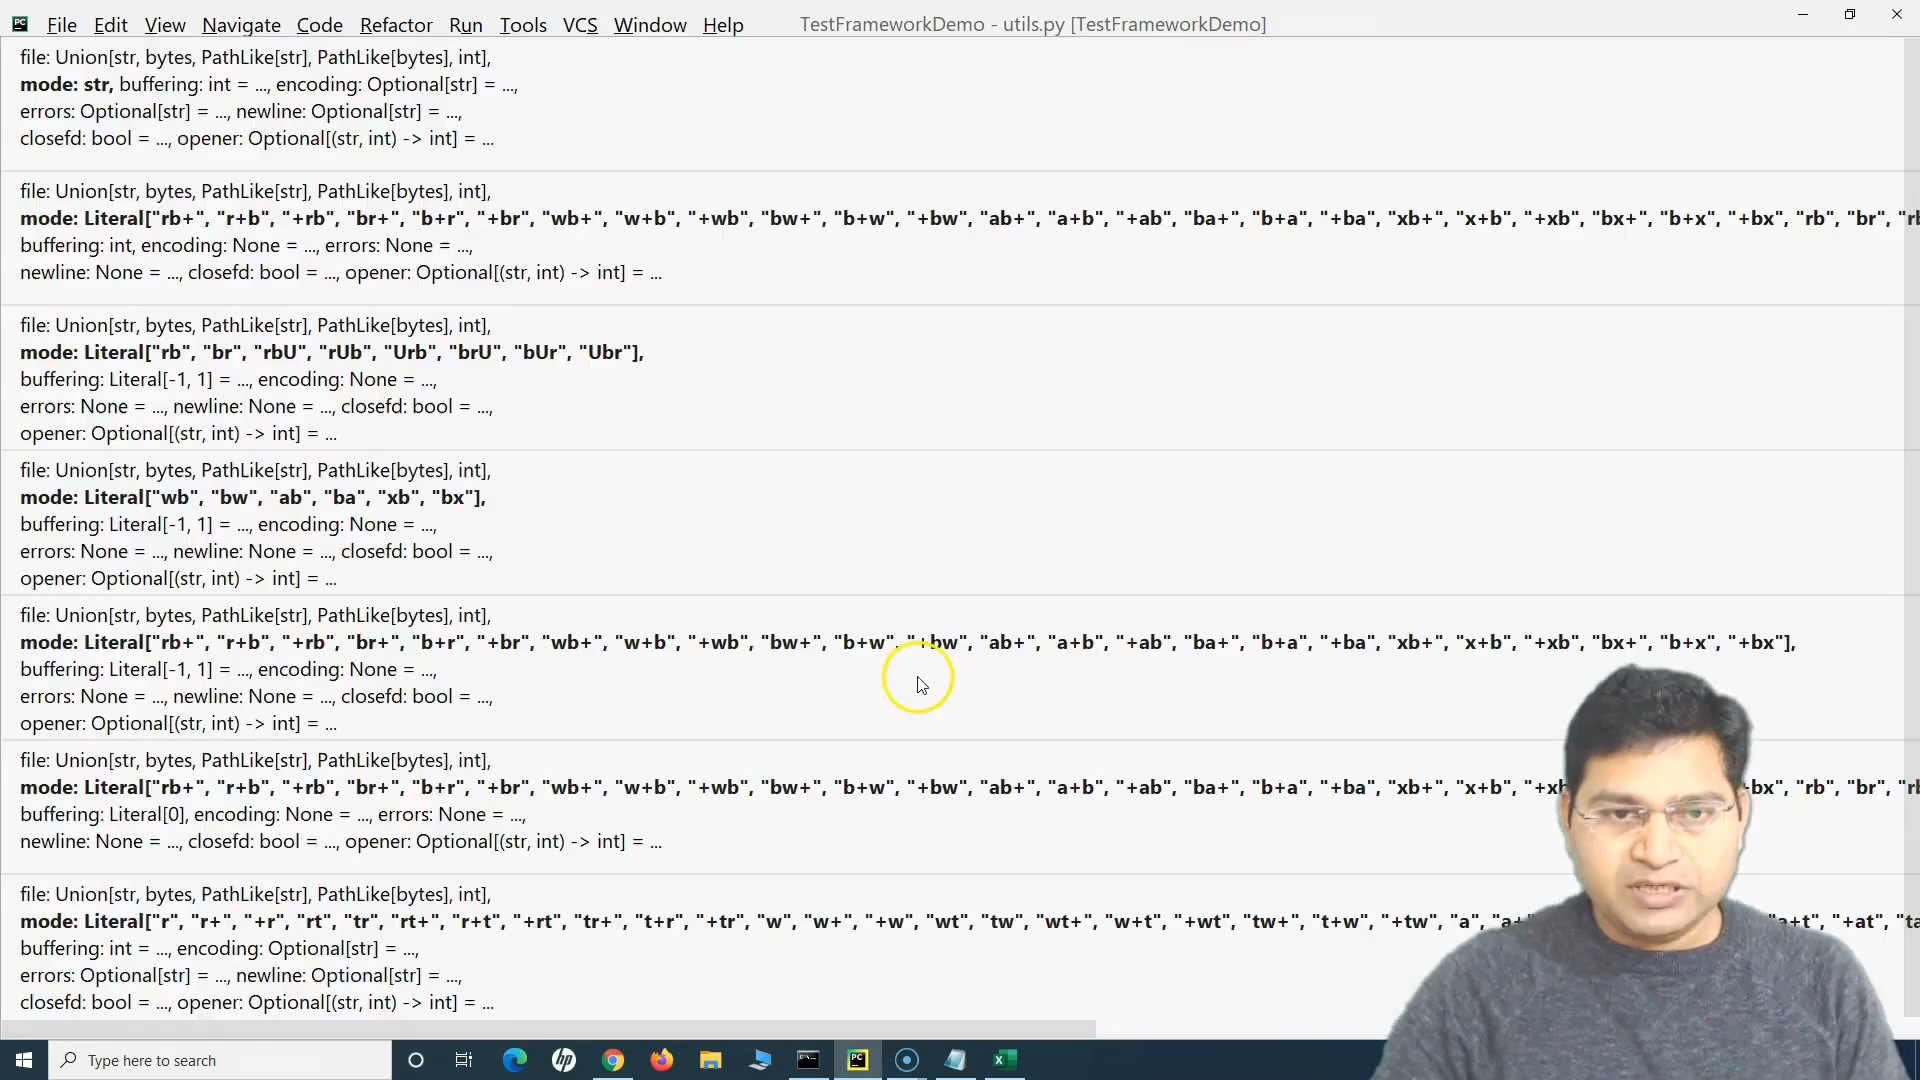 File Edit View Navigate Code Refactor Run Tools VCS Window Help TestFrameworkDemo - utils.py [TestFrameworkDemo]
file: Union[str, bytes, PathLike[str], PathLike[bytes], int],
mode: str, buffering: int = ..., encoding: Optional[str] = ...,
errors: Optional[str] = ..., newline: Optional[str] = ...,
closefd: bool = ..., opener: Optional[(str, int) -> int] = ...
file: Union[str, bytes, PathLike[str], PathLike[bytes], int],
mode: Literal["rb+", "r+b", "+rb", "br+", "b+r", "+br", "wb+", "w+b", "+wb", "bw+", "b+w", "+bw", "ab+", "a+b", "+ab", "ba+", "b+a", "+ba", "xb+", "x+b", "+xb", "bx+", "b+x", "+bx", "rb", "br",
buffering: int, encoding: None = ..., errors: None = ...,
newline: None = ..., closefd: bool = ..., opener: Optional[(str, int) -> int] = ...
file: Union[str, bytes, PathLike[str], PathLike[bytes], int],
mode: Literal["rb", "br", "rbU", "rUb", "Urb", "brU", "bUr", "Ubr"],
buffering: Literal[-1, 1] = ..., encoding: None = ...,
errors: None = ..., newline: None = ..., closefd: bool = ...,
opener: Optional[(str, int) -> int] = ...
file: Union[str, bytes, PathLike[str], PathLike[bytes], int],
mode: Literal["wb", "bw", "ab", "ba", "xb", "bx"],
buffering: Literal[-1, 1] = ..., encoding: None = ...,
errors: None = ..., newline: None = ..., closefd: bool = ...,
opener: Optional[(str, int) -> int] = ...
file: Union[str, bytes, PathLike[str], PathLike[bytes], int],
mode: Literal["rb+", "r+b", "+rb", "br+", "b+r", "+br", "wb+", "w+b", "+wb", "bw+", "b+w", "+bw", "ab+", "a+b", "+ab", "ba+", "b+a", "+ba", "xb+", "x+b", "+xb", "bx+", "b+x", "+bx"],
buffering: Literal[-1, 1] = ..., encoding: None = ...,
errors: None = ..., newline: None = ..., closefd: bool = ...,
opener: Optional[(str, int) -> int] = ...
file: Union[str, bytes, PathLike[str], PathLike[bytes], int],
mode: Literal["rb+", "r+b", "+rb", "br+", "b+r", "+br", "wb+", "w+b", "+wb", "bw+", "b+w", "+bw", "ab+", "a+b", "+ab", "ba+", "b+a", "+ba", "xb+", "x+b", "rb", "br",
buffering: Literal[0], encoding: None = ..., errors: None = ...,
newline: None = ..., closefd: bool = ..., opener: Optional[(str, int) -> int] = ...
file: Union[str, bytes, PathLike[str], PathLike[bytes], int],
mode: Literal["r", "r+", "+r", "rt", "tr", "rt+", "r+t", "+rt", "tr+", "t+r", "+tr", "w", "w+", "+w", "wt", "tw", "wt+", "w+t", "+wt", "tw+", "t+w", "+tw", "a", "+at",
buffering: int = ..., encoding: Optional[str] = ...,
errors: Optional[str] = ..., newline: Optional[str] = ...,
closefd: bool = ..., opener: Optional[(str, int) -> int] = ...
Type here to search